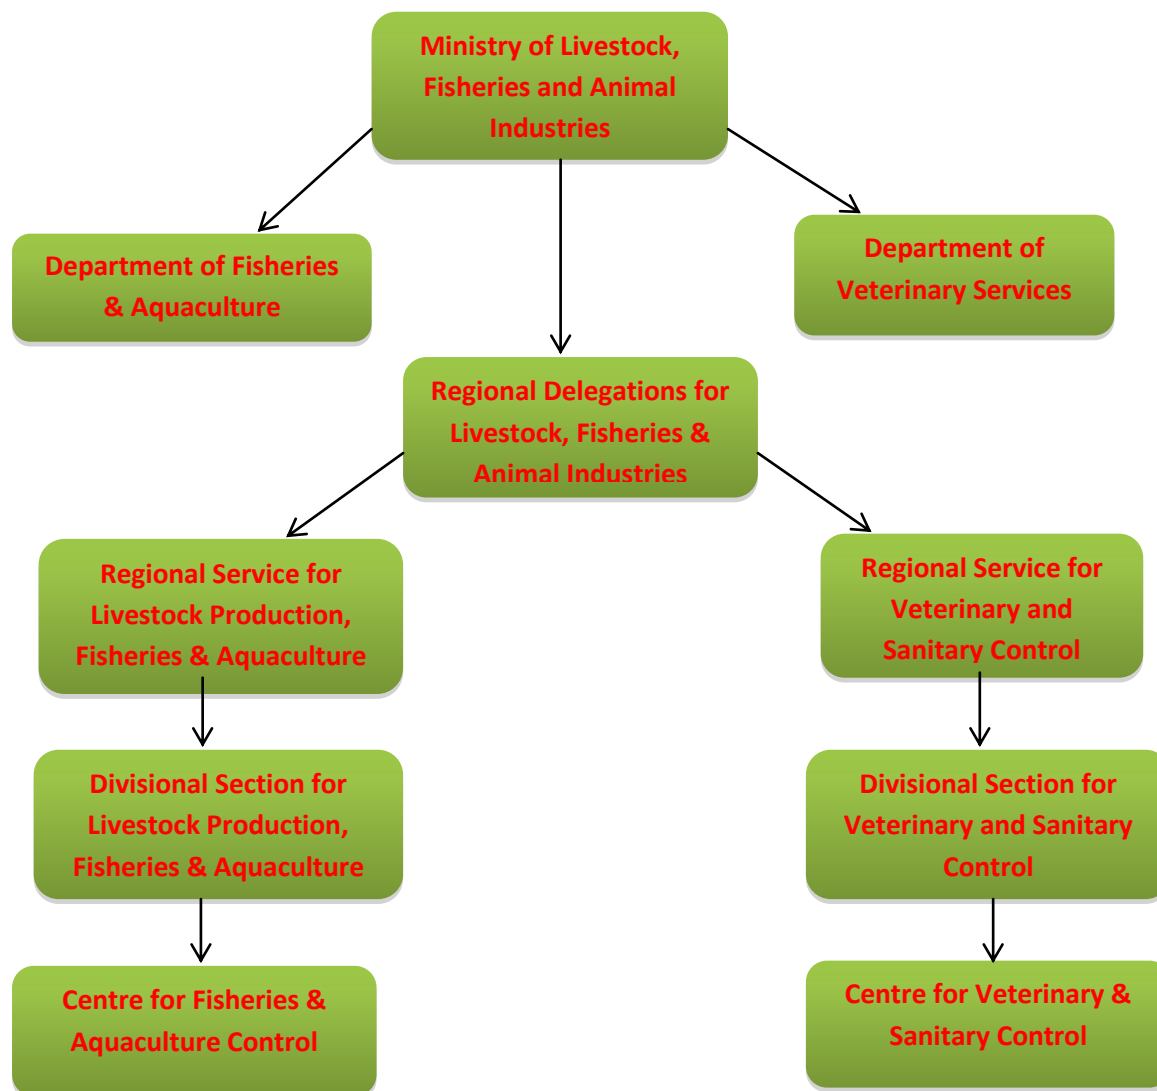 Ministry of Livestock,
Fisheries and Animal
Industries
Department of Fisheries
& Aquaculture
Department of
Veterinary Services
Regional Delegations for
Livestock, Fisheries &
Animal Industries
Regional Service for
Livestock Production,
Fisheries & Aquaculture
Regional Service for
Veterinary and
Sanitary Control
Divisional Section for
Livestock Production,
Fisheries & Aquaculture
Divisional Section for
Veterinary and Sanitary
Control
Centre for Fisheries &
Aquaculture Control
Centre for Veterinary &
Sanitary Control